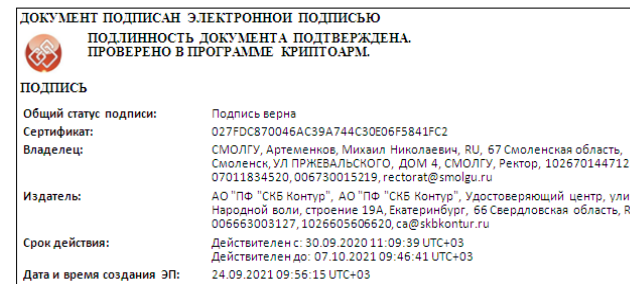 ДОКУМЕНТ ПОДПИСАН ЭЛЕКТРОННОЙ ПОДПИСЬЮ
ПОДЛИННОСТЬ ДОКУМЕНТА ПОДТВЕРЖДЕНА.
ПРОВЕРЕНО В ПРОГРАММЕ КРИПТОАРМ.
ПОДПИСЬ
Общий статус подписи: Подпись верна
Сертификат: 027FDC870046AC39A744C30E06F5841FC2
Владелец: СМОЛГУ, Артеменков, Михаил Николаевич, RU, 67 Смоленская область,
Смоленск, УЛ ПРЖЕВАЛЬСКОГО, ДОМ 4, СМОЛГУ, Ректор, 102670144712
07011834520, 006730015219, rectorat@smolgu.ru
Издатель: АО "ПФ "СКБ Контур", АО "ПФ "СКБ Контур", Удостоверяющий центр, ули
Народной воли, строение 19А, Екатеринбург, 66 Свердловская область, R
006663003127, 1026605606620, ca@skbkontur.ru
Срок действия: Действителен с: 30.09.2020 11:09:39 UTC+03
Действителен до: 07.10.2021 09:46:41 UTC+03
Дата и время создания ЭП: 24.09.2021 09:56:15 UTC+03